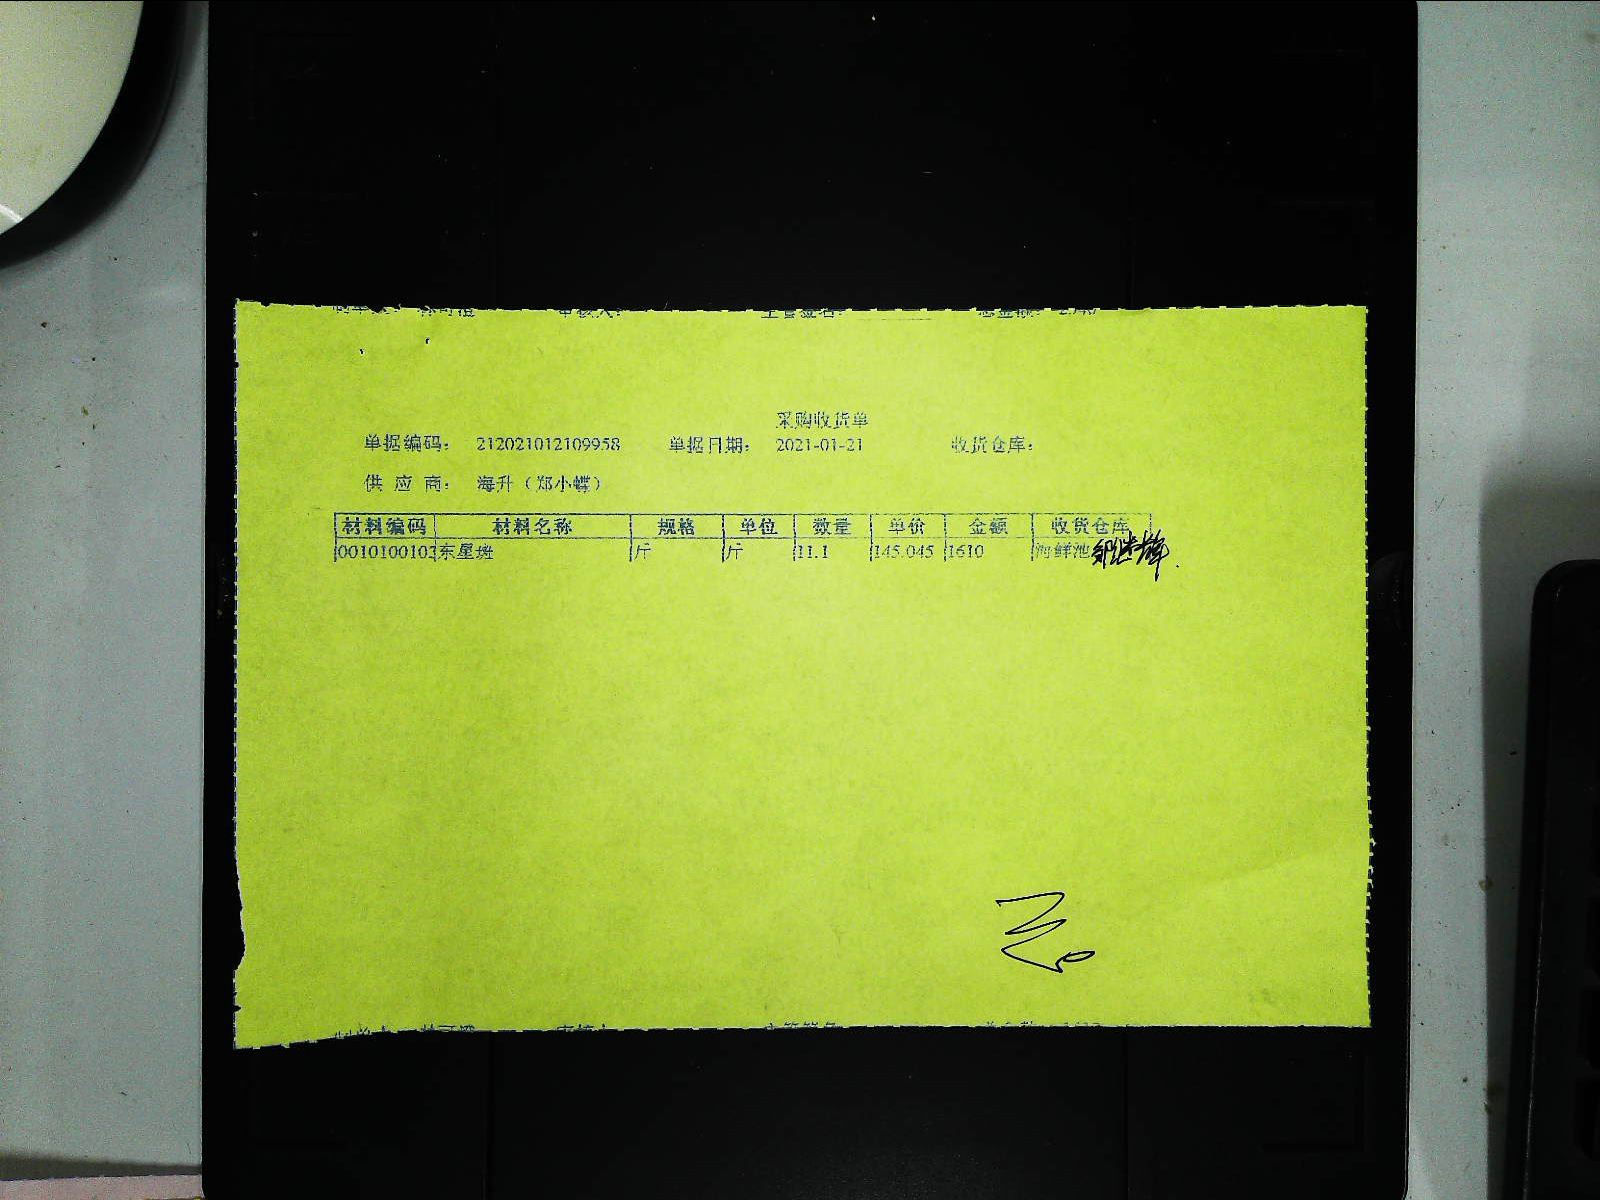 采购收货单
单据编码： 212021012109958 单据日期： 2021-01-21 收货仓库：
供 应 商： 海升（郑小蝶）
材料编码 材料名称 规格 单位 数量 单价 金额 收货仓库
0010100103 东星斑 斤 斤 11.1 145.045 1610 海鲜池